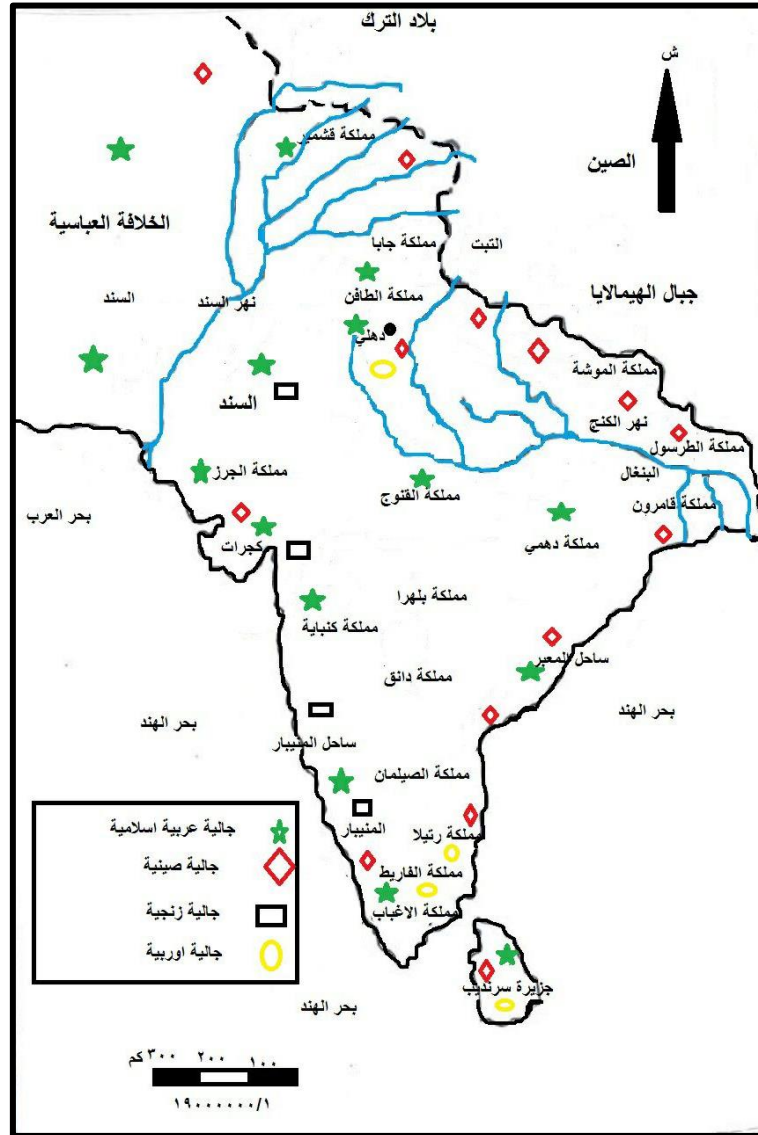 بلاد الترك
ش
مملكة قشمير
الصين
الخلافة العباسية
مملكة جابا
التبت
السند
نهر السند
مملكة الطافن
جبال الهيمالايا
دهلي
مملكة الموشة
السند
نهر الكنج
مملكة الطرسول
مملكة الجرز
البنغال
مملكة القنوج
مملكة قامرون
بحر العرب
كجرات
مملكة دهمي
مملكة بلهرا
مملكة كنباية
ساحل المعبر
مملكة دانق
بحر الهند
بحر الهند
ساحل المنيبار
مملكة الصيلمان
المنيبار
مملكة رتيلا
مملكة الفاريط
مملكة الاغباب
جزيرة سرنديب
بحر الهند
جالية عربية اسلامية
جالية صينية
جالية زنجية
جالية اوربية
١٠٠ ٢٠٠ ٣٠٠ كم
١٩٠٠٠٠٠٠/١